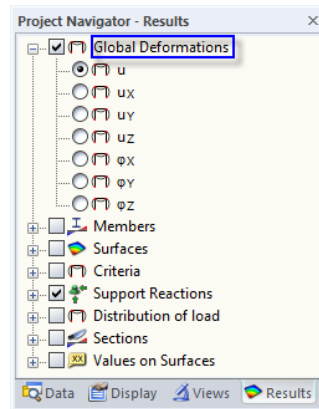 Project Navigator - Results ×
Global Deformations
u
uX
uY
uZ
φX
φY
φZ
Members
Surfaces
Criteria
Support Reactions
Distribution of load
Sections
xx Values on Surfaces
Data Display Views Results